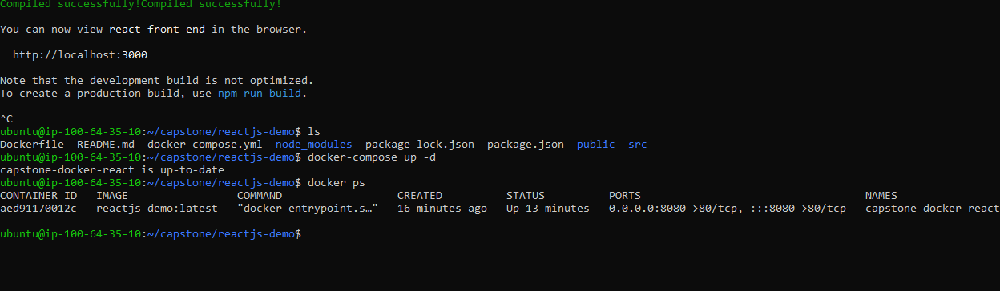 Compiled successfully!Compiled successfully!
You can now view react-front-end in the browser.
http://localhost:3000
Note that the development build is not optimized.
To create a production build, use npm run build.
^C
ubuntu@ip-100-64-35-10:~/capstone/reactjs-demo$ ls
Dockerfile  README.md  docker-compose.yml  node_modules  package-lock.json  package.json  public  src
ubuntu@ip-100-64-35-10:~/capstone/reactjs-demo$ docker-compose up -d
capstone-docker-react is up-to-date
ubuntu@ip-100-64-35-10:~/capstone/reactjs-demo$ docker ps
CONTAINER ID   IMAGE                 COMMAND                  CREATED          STATUS          PORTS                                   NAMES
aed91170012c   reactjs-demo:latest   "docker-entrypoint.s…"   16 minutes ago   Up 13 minutes   0.0.0.0:8080->80/tcp, :::8080->80/tcp   capstone-docker-react
ubuntu@ip-100-64-35-10:~/capstone/reactjs-demo$